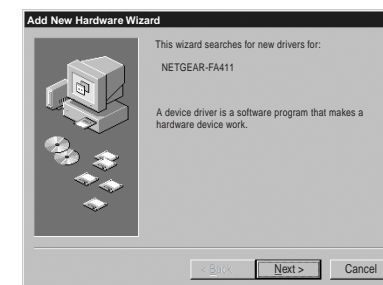 Add New Hardware Wizard
This wizard searches for new drivers for:
NETGEAR-FA411
A device driver is a software program that makes a
hardware device work.
< Back
Next >
Cancel